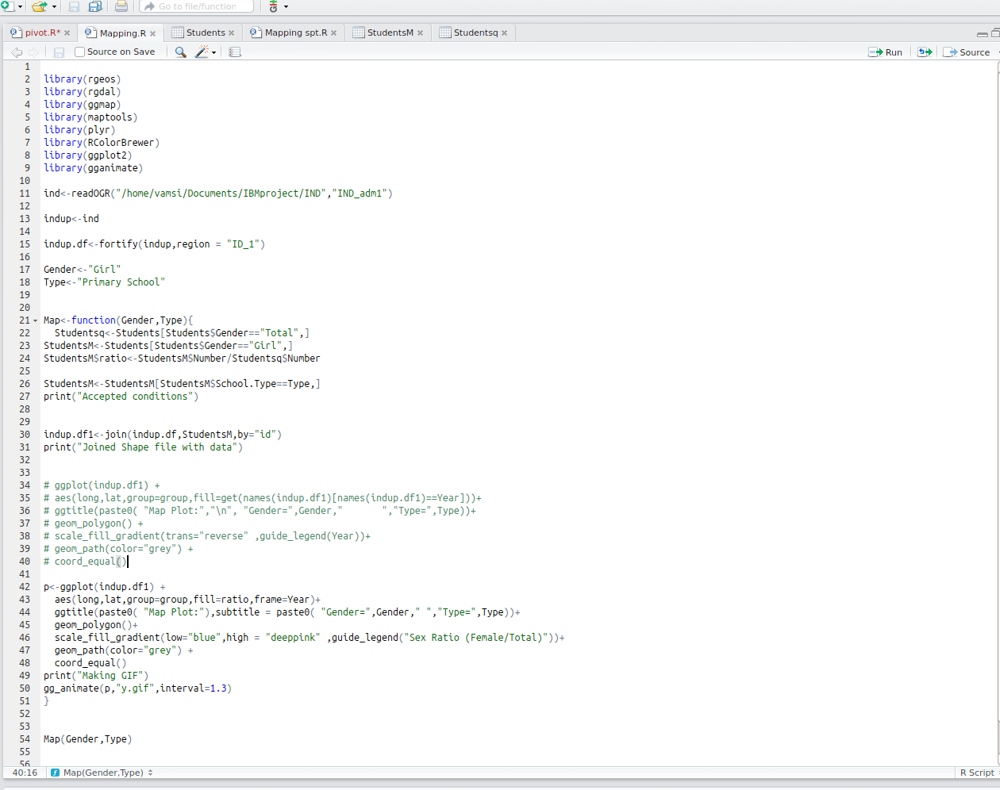 Go to file/function
pivot.R* Mapping.R Students Mapping spt.R StudentsM Studentsq
Source on Save Run Source
1
2 library(rgeos)
3 library(rgdal)
4 library(ggmap)
5 library(maptools)
6 library(plyr)
7 library(RColorBrewer)
8 library(ggplot2)
9 library(gganimate)
10
11 ind<-readOGR("/home/vamsi/Documents/IBMproject/IND","IND_adm1")
12
13 indup<-ind
14
15 indup.df<-fortify(indup,region = "ID_1")
16
17 Gender<-"Girl"
18 Type<-"Primary School"
19
20
21 Map<-function(Gender,Type){
22   Studentsq<-Students[Students$Gender=="Total",]
23 StudentsM<-Students[Students$Gender=="Girl",]
24 StudentsM$ratio<-StudentsM$Number/Studentsq$Number
25
26 StudentsM<-StudentsM[StudentsM$School.Type==Type,]
27 print("Accepted conditions")
28
29
30 indup.df1<-join(indup.df,StudentsM,by="id")
31 print("Joined Shape file with data")
32
33
34 # ggplot(indup.df1) +
35 # aes(long,lat,group=group,fill=get(names(indup.df1)[names(indup.df1)==Year]))+
36 # ggtitle(paste0( "Map Plot:","\n", "Gender=",Gender,"       ","Type=",Type))+
37 # geom_polygon() +
38 # scale_fill_gradient(trans="reverse" ,guide_legend(Year))+
39 # geom_path(color="grey") +
40 # coord_equal()
41
42 p<-ggplot(indup.df1) +
43   aes(long,lat,group=group,fill=ratio,frame=Year)+
44   ggtitle(paste0( "Map Plot:"),subtitle = paste0( "Gender=",Gender," ","Type=",Type))+
45   geom_polygon()+
46   scale_fill_gradient(low="blue",high = "deeppink" ,guide_legend("Sex Ratio (Female/Total)"))+
47   geom_path(color="grey") +
48   coord_equal()
49 print("Making GIF")
50 gg_animate(p,"y.gif",interval=1.3)
51 }
52
53
54 Map(Gender,Type)
55
56
40:16 Map(Gender,Type) R Script